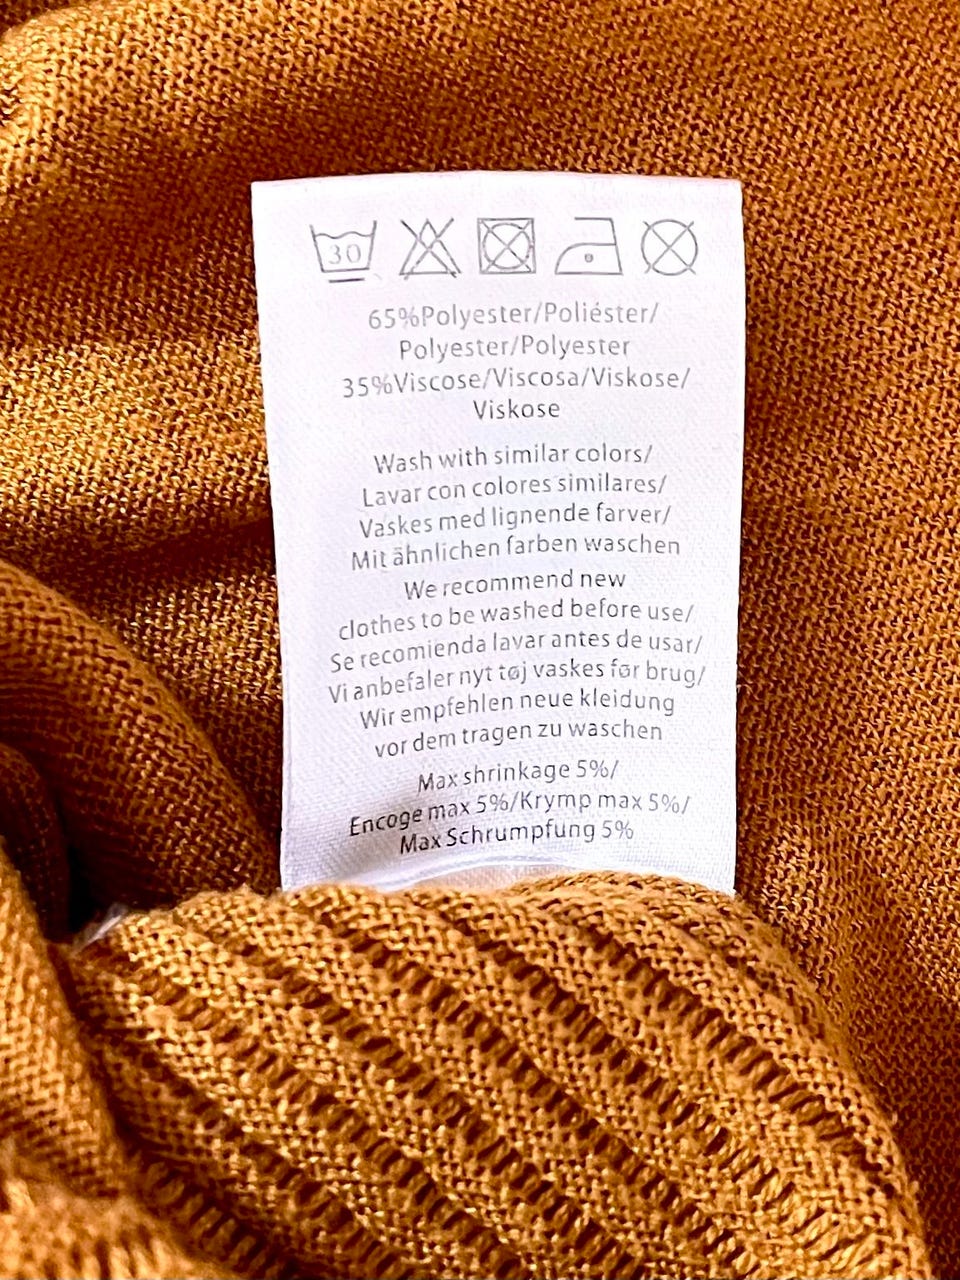 30
65%Polyester/Poliéster/
Polyester/Polyester
35%Viscose/Viscosa/Viskose/
Viskose
Wash with similar colors/
Lavar con colores similares/
Vaskes med lignende farver/
Mit ähnlichen farben waschen
We recommend new
clothes to be washed before use/
Se recomienda lavar antes de usar/
Vi anbefaler nyt tøj vaskes før brug/
Wir empfehlen neue kleidung
vor dem tragen zu waschen
Max shrinkage 5%/
Encoge max 5%/Krymp max 5%/
Max Schrumpfung 5%